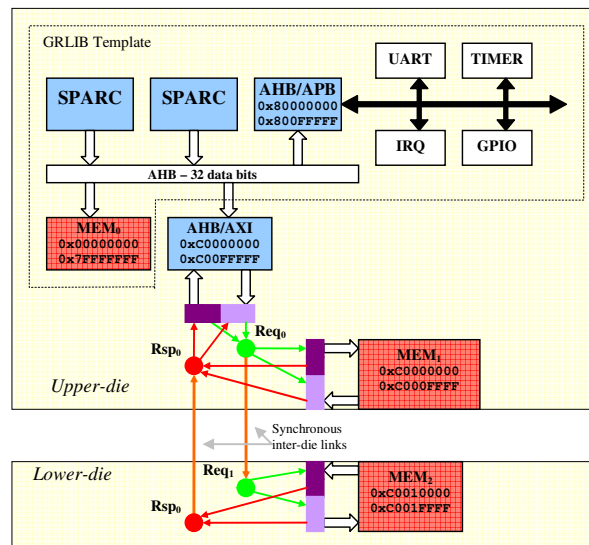 GRLIB Template
UART
TIMER
SPARC
SPARC
AHB/APB
0x80000000
0x800FFFFF
IRQ
GPIO
AHB – 32 data bits
MEM₀
0x00000000
0x7FFFFFFF
AHB/AXI
0xC0000000
0xC00FFFFF
Req₀
Rsp₀
MEM₁
0xC0000000
0xC000FFFF
Upper-die
Synchronous
inter-die links
Lower-die
Req₁
MEM₂
0xC0010000
0xC001FFFF
Rsp₀